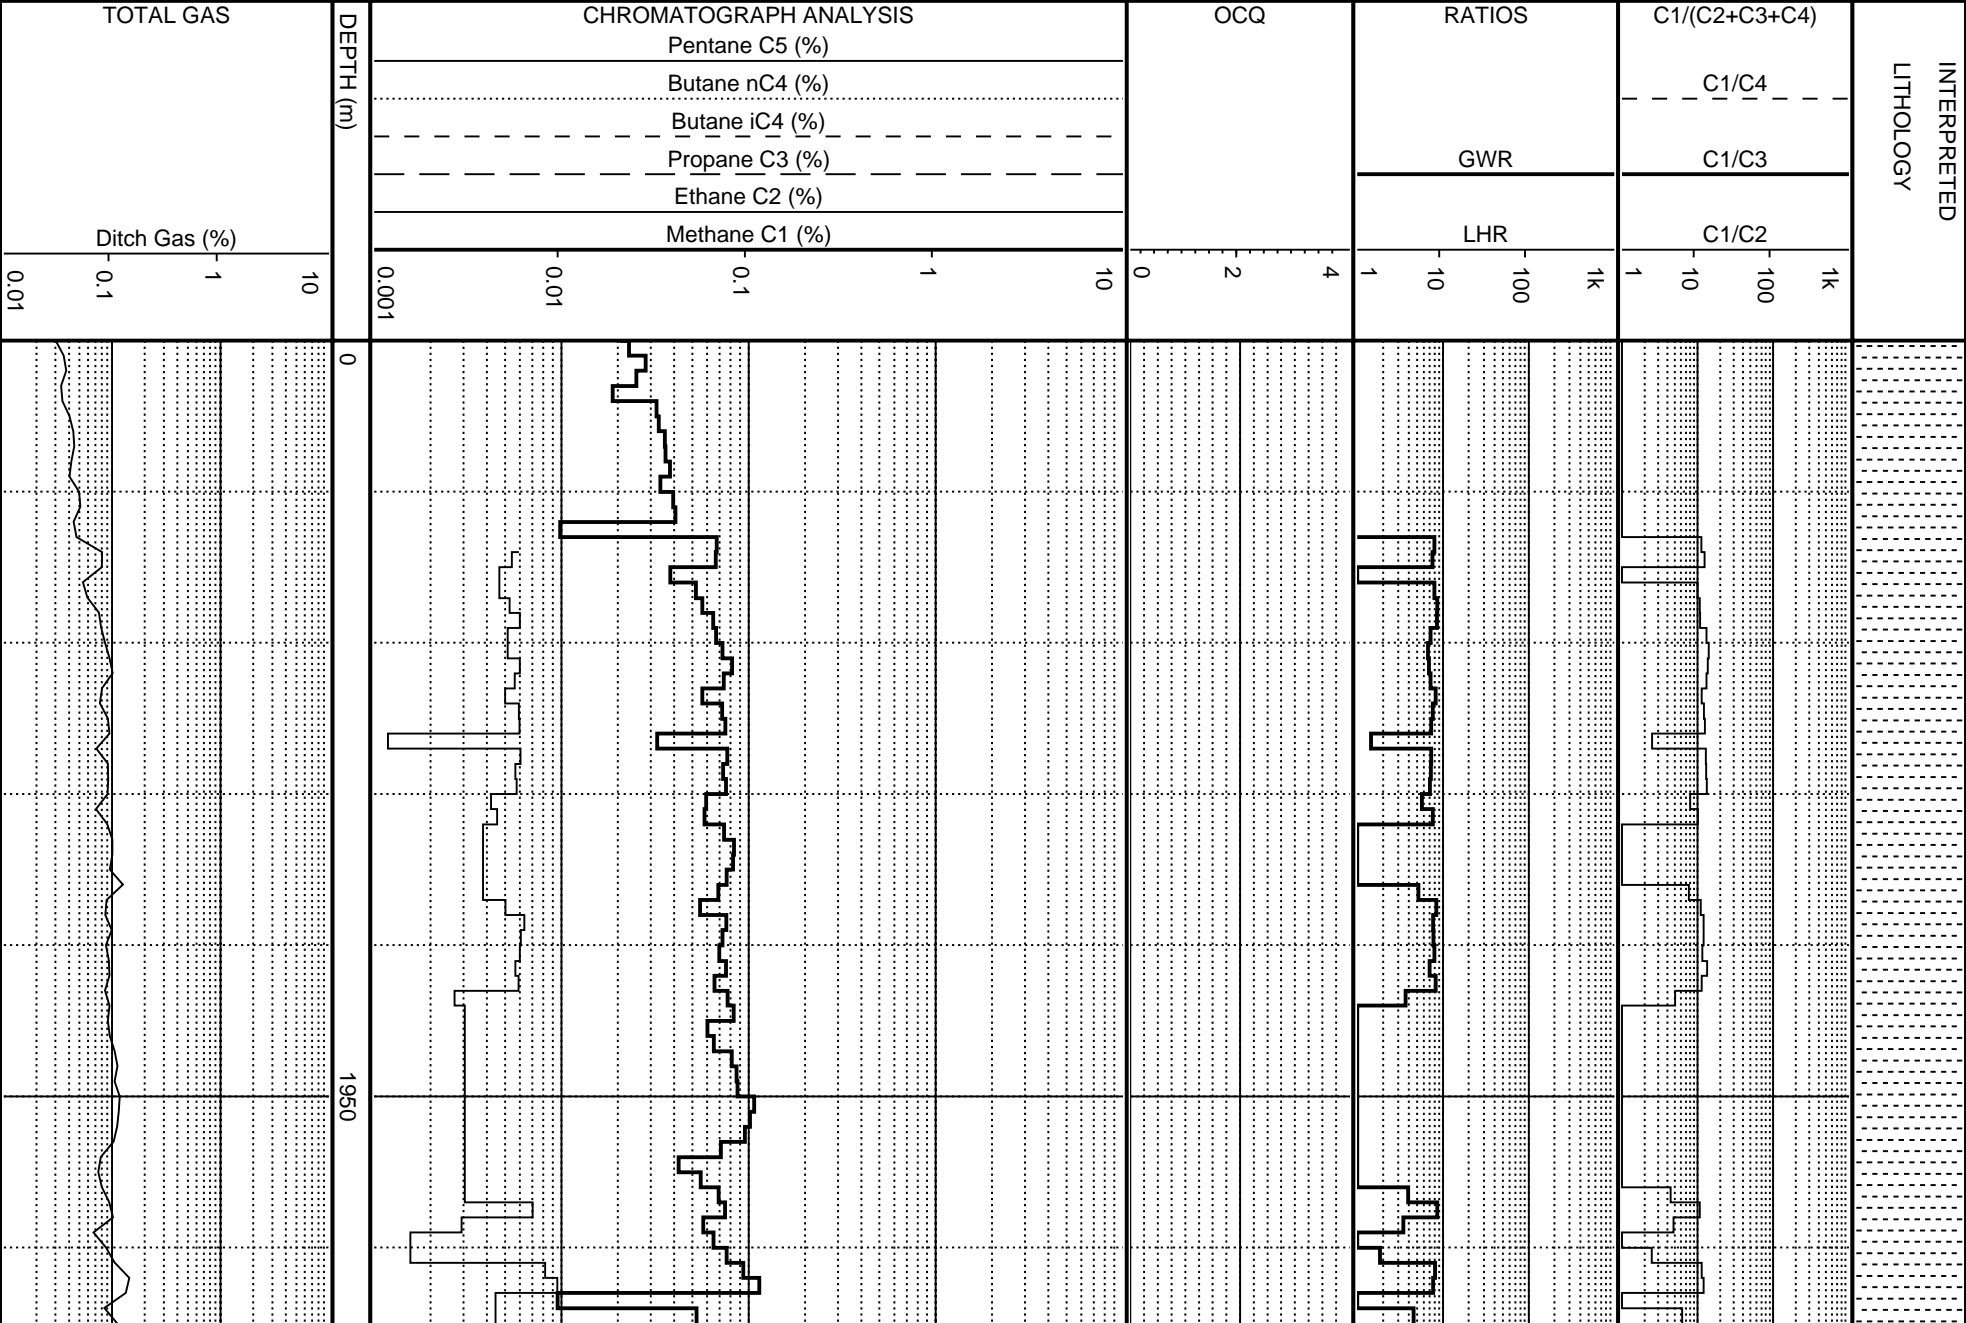 TOTAL GAS
Ditch Gas (%)
0.01
0.1
1
10
DEPTH (m)
CHROMATOGRAPH ANALYSIS
Pentane C5 (%)
Butane nC4 (%)
Butane iC4 (%)
Propane C3 (%)
Ethane C2 (%)
Methane C1 (%)
0.001
0.01
0.1
1
10
OCQ
0
2
4
RATIOS
GWR
LHR
1
10
100
1k
C1/(C2+C3+C4)
C1/C4
C1/C3
C1/C2
1
10
100
1k
INTERPRETED
LITHOLOGY
0
1950